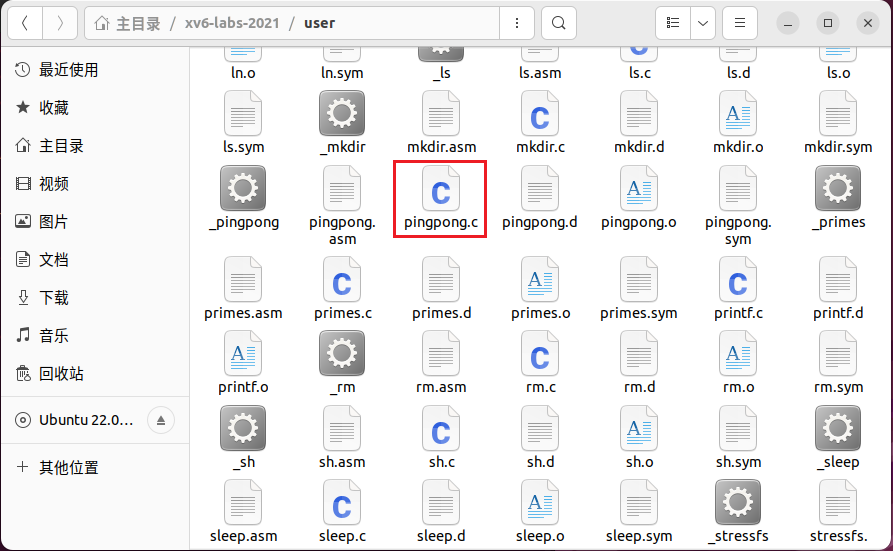 主目录 / xv6-labs-2021 / user
最近使用
收藏
主目录
视频
图片
文档
下载
音乐
回收站
Ubuntu 22.0...
其他位置
ln.o ln.sym _ls ls.asm ls.c ls.d ls.o
ls.sym _mkdir mkdir.asm mkdir.c mkdir.d mkdir.o mkdir.sym
_pingpong pingpong. pingpong.c pingpong.d pingpong.o pingpong. _primes
asm sym
primes.asm primes.c primes.d primes.o primes.sym printf.c printf.d
printf.o _rm rm.asm rm.c rm.d rm.o rm.sym
_sh sh.asm sh.c sh.d sh.o sh.sym _sleep
sleep.asm sleep.c sleep.d sleep.o sleep.sym _stressfs stressfs.